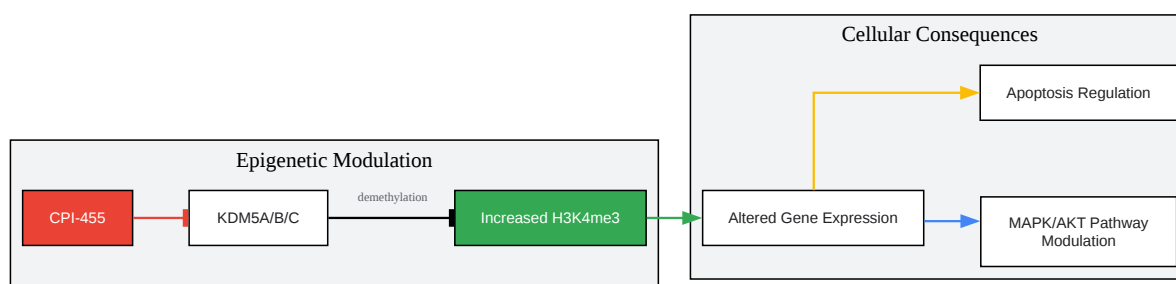 Cellular Consequences
Apoptosis Regulation
Epigenetic Modulation
CPI-455
KDM5A/B/C
demethylation
Increased H3K4me3
Altered Gene Expression
MAPK/AKT Pathway
Modulation